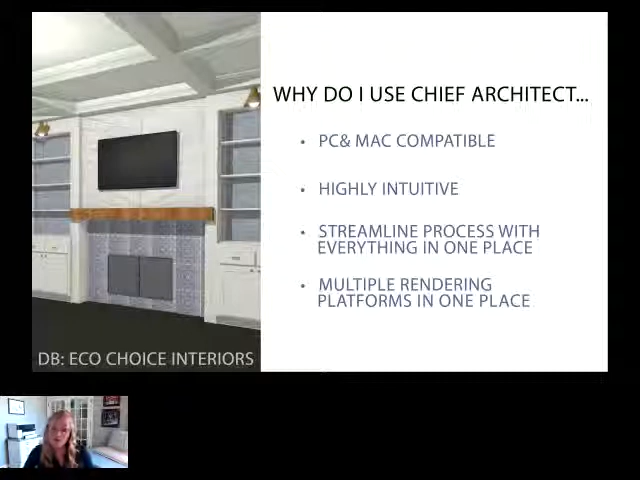 WHY DO I USE CHIEF ARCHITECT...
• PC& MAC COMPATIBLE
• HIGHLY INTUITIVE
• STREAMLINE PROCESS WITH
EVERYTHING IN ONE PLACE
• MULTIPLE RENDERING
PLATFORMS IN ONE PLACE
DB: ECO CHOICE INTERIORS